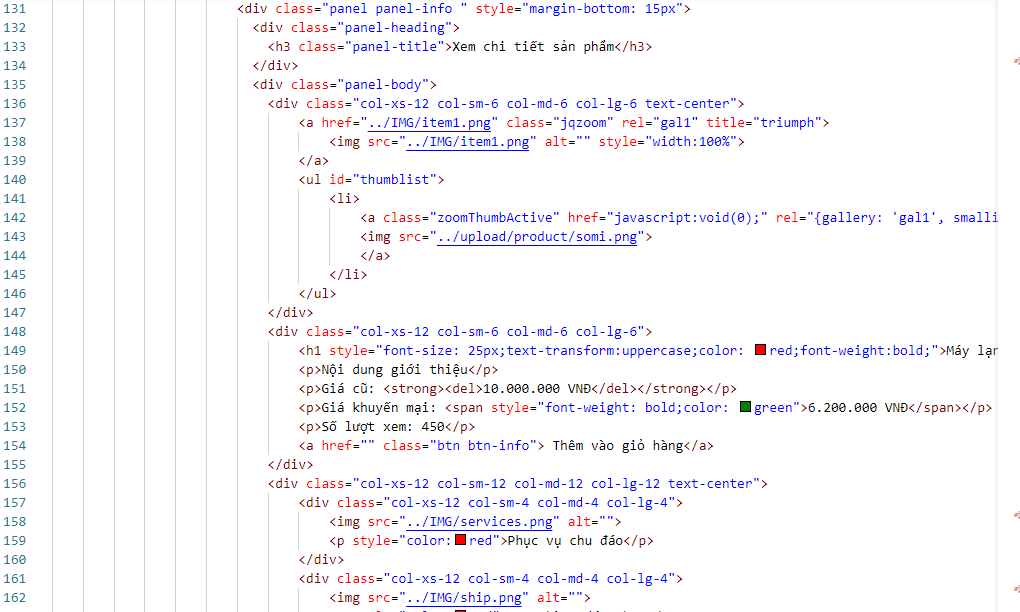 131 <div class="panel panel-info " style="margin-bottom: 15px">
132 <div class="panel-heading">
133 <h3 class="panel-title">Xem chi tiết sản phẩm</h3>
134 </div>
135 <div class="panel-body">
136 <div class="col-xs-12 col-sm-6 col-md-6 col-lg-6 text-center">
137 <a href="../IMG/item1.png" class="jqzoom" rel="gal1" title="triumph">
138 <img src="../IMG/item1.png" alt="" style="width:100%">
139 </a>
140 <ul id="thumblist">
141 <li>
142 <a class="zoomThumbActive" href="javascript:void(0);" rel="{gallery: 'gal1', smalli
143 <img src="../upload/product/somi.png">
144 </a>
145 </li>
146 </ul>
147 </div>
148 <div class="col-xs-12 col-sm-6 col-md-6 col-lg-6">
149 <h1 style="font-size: 25px;text-transform:uppercase;color: red;font-weight:bold;">Máy lạn
150 <p>Nội dung giới thiệu</p>
151 <p>Giá cũ: <strong><del>10.000.000 VNĐ</del></strong></p>
152 <p>Giá khuyến mại: <span style="font-weight: bold;color: green">6.200.000 VNĐ</span></p>
153 <p>Số lượt xem: 450</p>
154 <a href="" class="btn btn-info"> Thêm vào giỏ hàng</a>
155 </div>
156 <div class="col-xs-12 col-sm-12 col-md-12 col-lg-12 text-center">
157 <div class="col-xs-12 col-sm-4 col-md-4 col-lg-4">
158 <img src="../IMG/services.png" alt="">
159 <p style="color:red">Phục vụ chu đáo</p>
160 </div>
161 <div class="col-xs-12 col-sm-4 col-md-4 col-lg-4">
162 <img src="../IMG/ship.png" alt="">